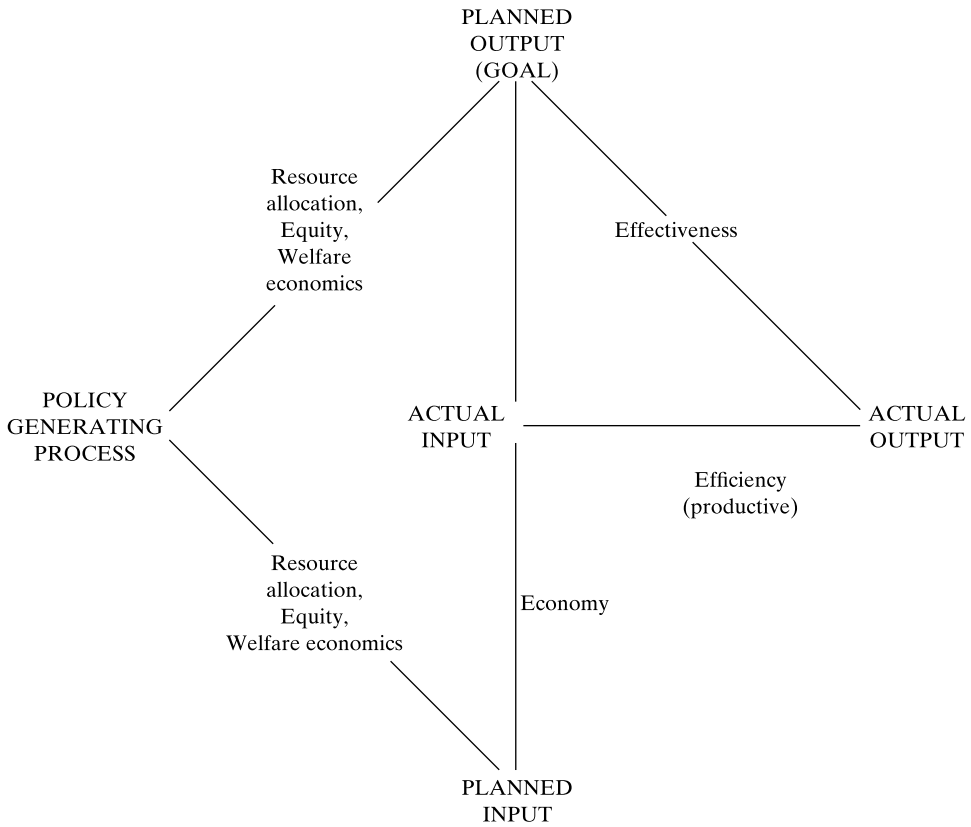 PLANNED
OUTPUT
(GOAL)
Resource
allocation,
Equity,
Welfare
economics
Effectiveness
POLICY
GENERATING
PROCESS
ACTUAL
INPUT
ACTUAL
OUTPUT
Efficiency
(productive)
Resource
allocation,
Equity,
Welfare economics
Economy
PLANNED
INPUT